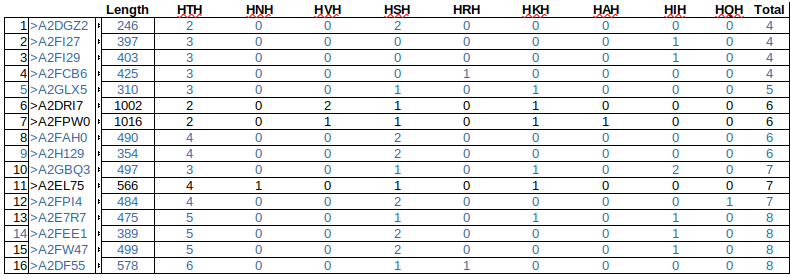 Length HTH HNH HVH HSH HRH HKH HAH HIH HQH Total
1 >A2DGZ2 246 2 0 0 2 0 0 0 0 0 4
2 >A2FI27 397 3 0 0 0 0 0 0 1 0 4
3 >A2FI29 403 3 0 0 0 0 0 0 1 0 4
4 >A2FCB6 425 3 0 0 0 1 0 0 0 0 4
5 >A2GLX5 310 3 0 0 1 0 1 0 0 0 5
6 >A2DRI7 1002 2 0 2 1 0 1 0 0 0 6
7 >A2FPW0 1016 2 0 1 1 0 1 1 0 0 6
8 >A2FAH0 490 4 0 0 2 0 0 0 0 0 6
9 >A2H129 354 4 0 0 2 0 0 0 0 0 6
10 >A2GBQ3 497 3 0 0 1 0 1 0 2 0 7
11 >A2EL75 566 4 1 0 1 0 1 0 0 0 7
12 >A2FPI4 484 4 0 0 2 0 0 0 0 1 7
13 >A2E7R7 475 5 0 0 1 0 1 0 1 0 8
14 >A2FEE1 389 5 0 0 2 0 0 0 1 0 8
15 >A2FW47 499 5 0 0 2 0 0 0 1 0 8
16 >A2DF55 578 6 0 0 1 1 0 0 0 0 8